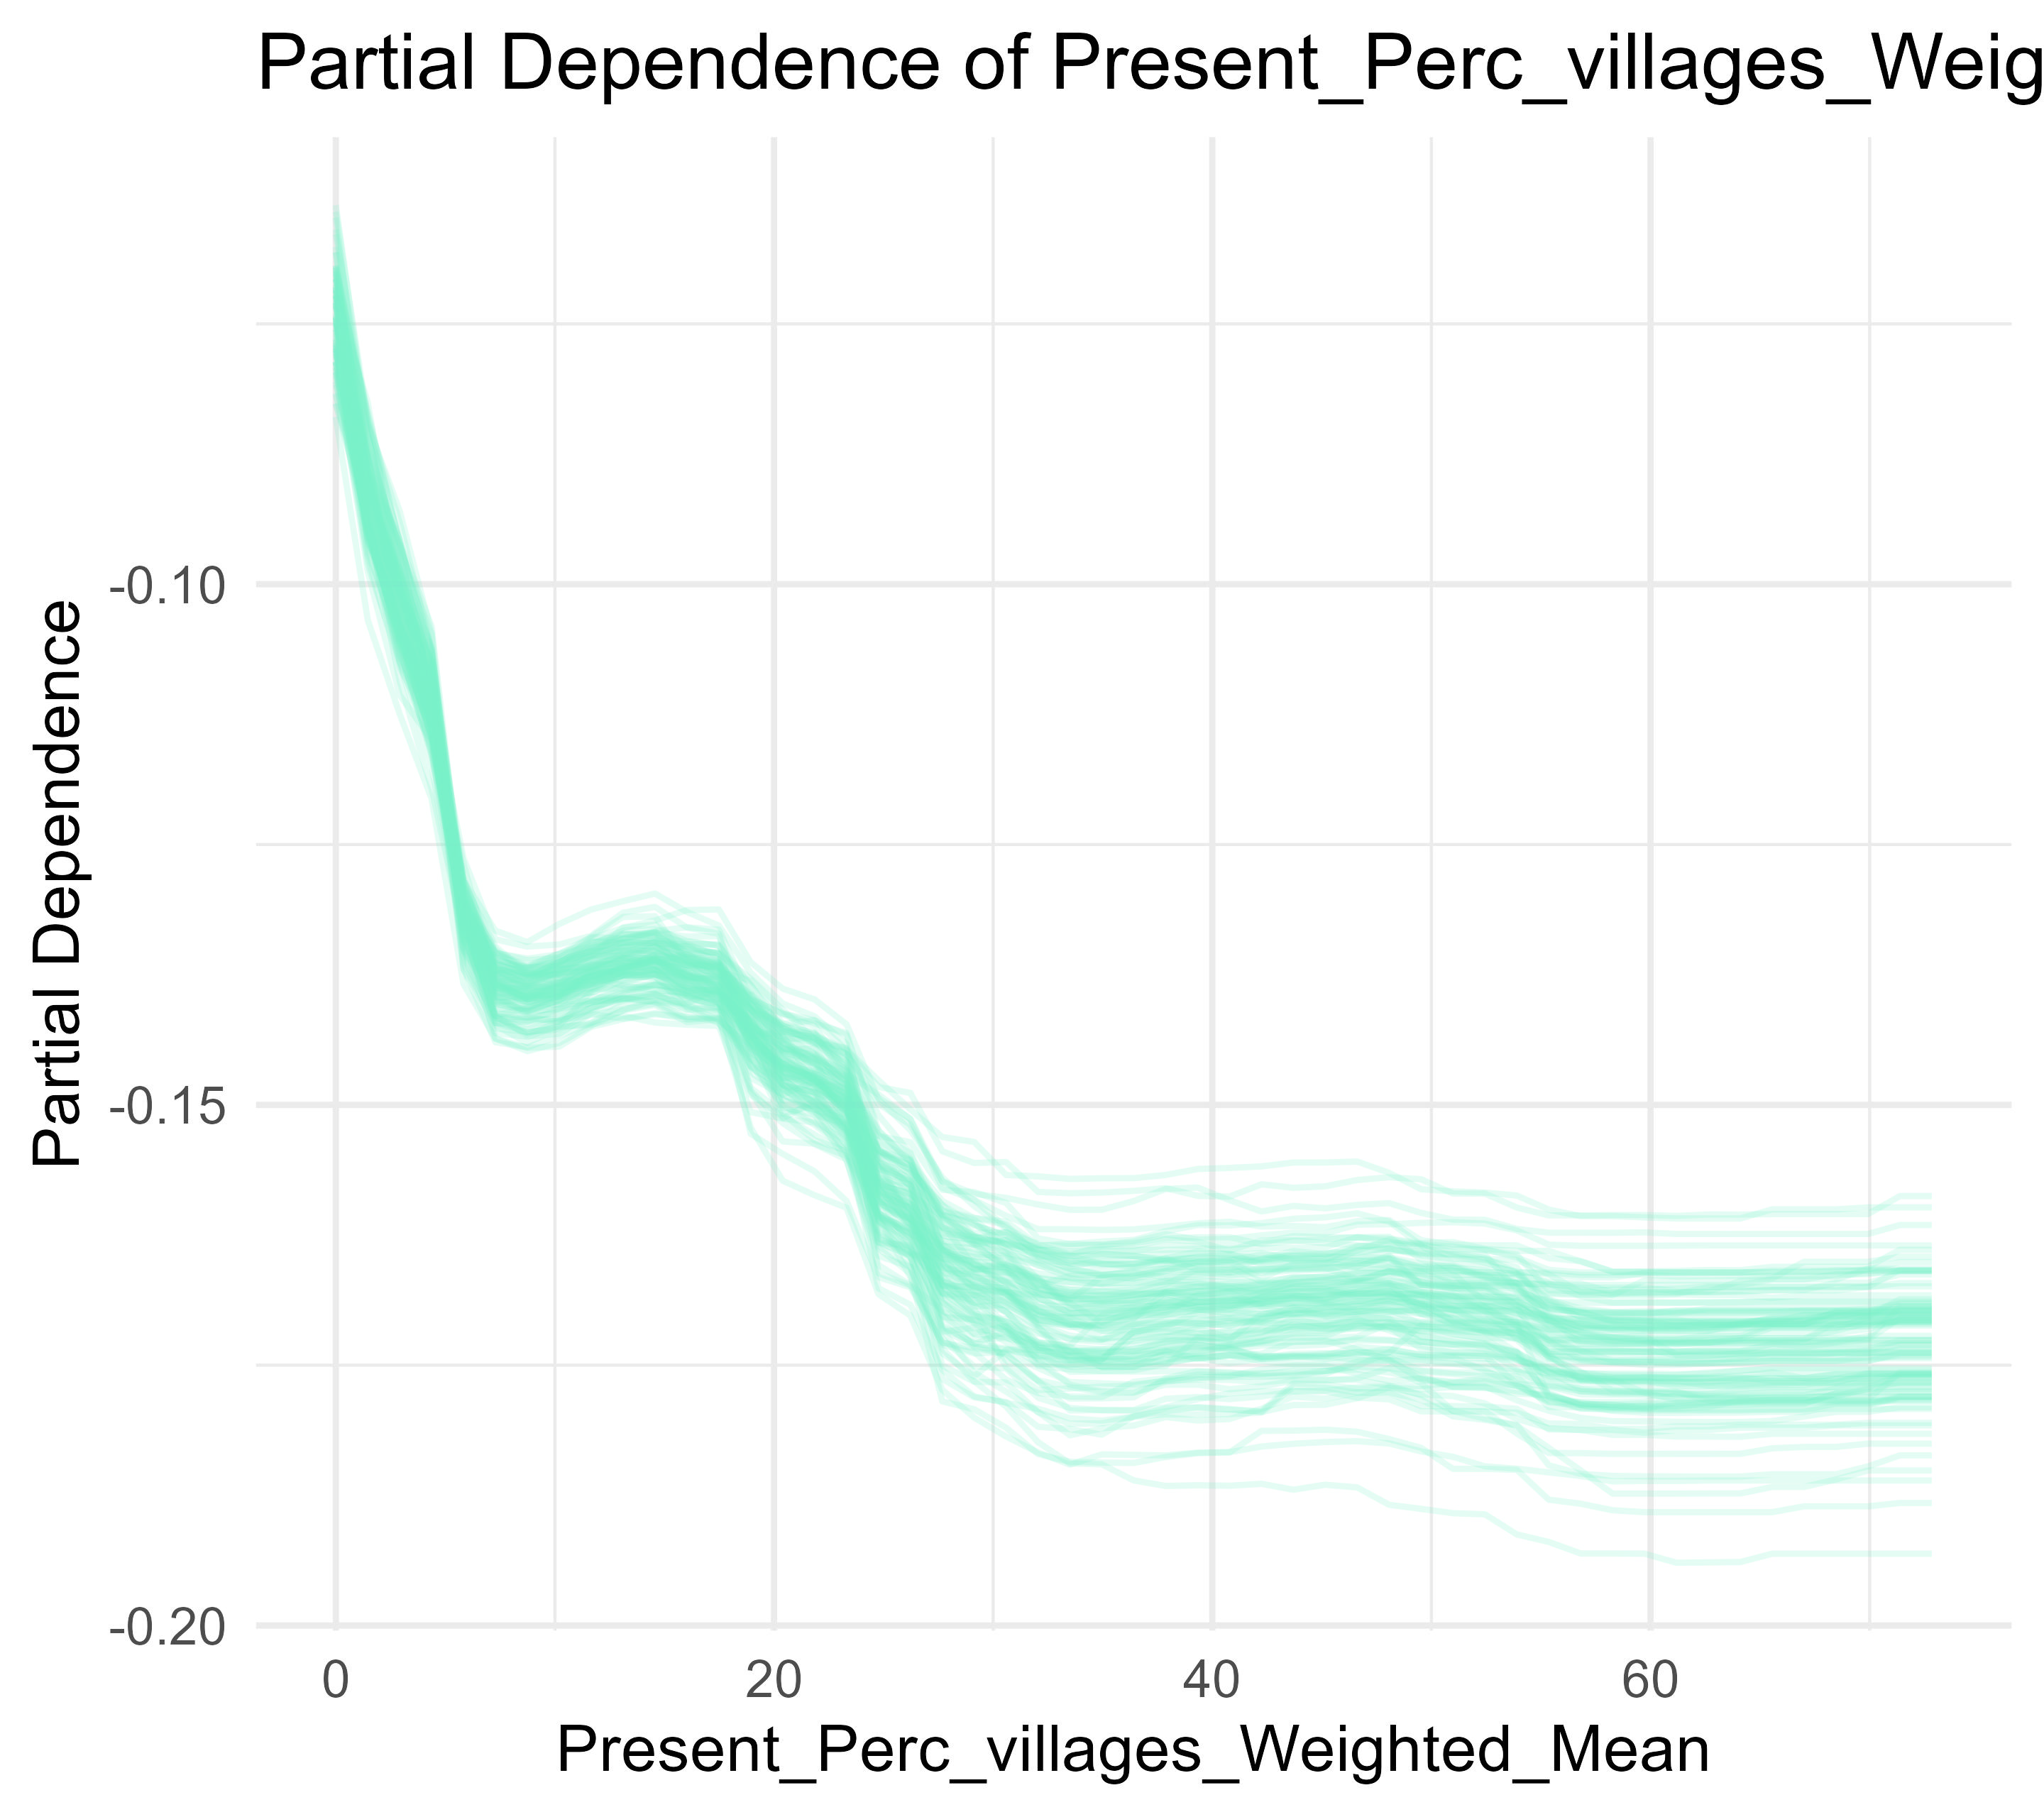 Partial Dependence of Present_Perc_villages_Weig
Partial Dependence
-0.10
-0.15
-0.20
0 20 40 60
Present_Perc_villages_Weighted_Mean